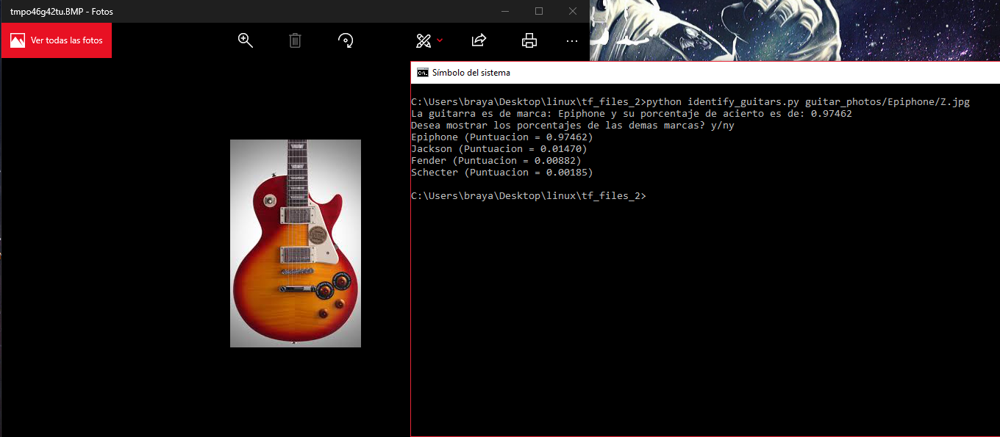 tmpo46g42tu.BMP - Fotos
Ver todas las fotos
Símbolo del sistema
C:\Users\braya\Desktop\linux\tf_files_2>python identify_guitars.py guitar_photos/Epiphone/Z.jpg
La guitarra es de marca: Epiphone y su porcentaje de acierto es de: 0.97462
Desea mostrar los porcentajes de las demas marcas? y/ny
Epiphone (Puntuacion = 0.97462)
Jackson (Puntuacion = 0.01470)
Fender (Puntuacion = 0.00882)
Schecter (Puntuacion = 0.00185)
C:\Users\braya\Desktop\linux\tf_files_2>